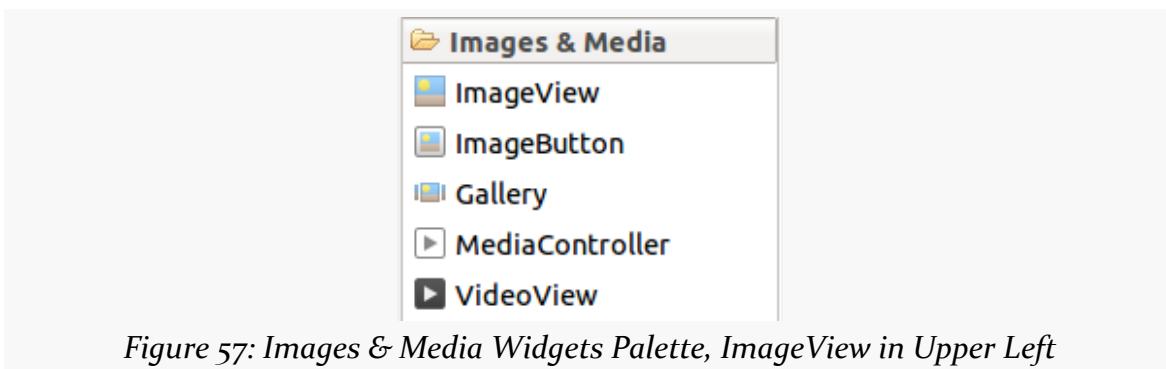 Images & Media
ImageView
ImageButton
Gallery
MediaController
VideoView
Figure 57: Images & Media Widgets Palette, ImageView in Upper Left